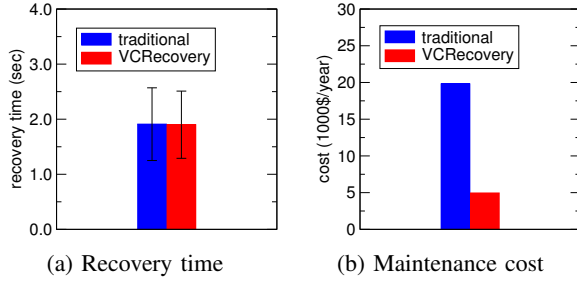 4.0
3.0
2.0
1.0
0.0
recovery time (sec)
traditional
VCRecovery
(a) Recovery time
30
25
20
15
10
5
0
cost (1000$/year)
traditional
VCRecovery
(b) Maintenance cost